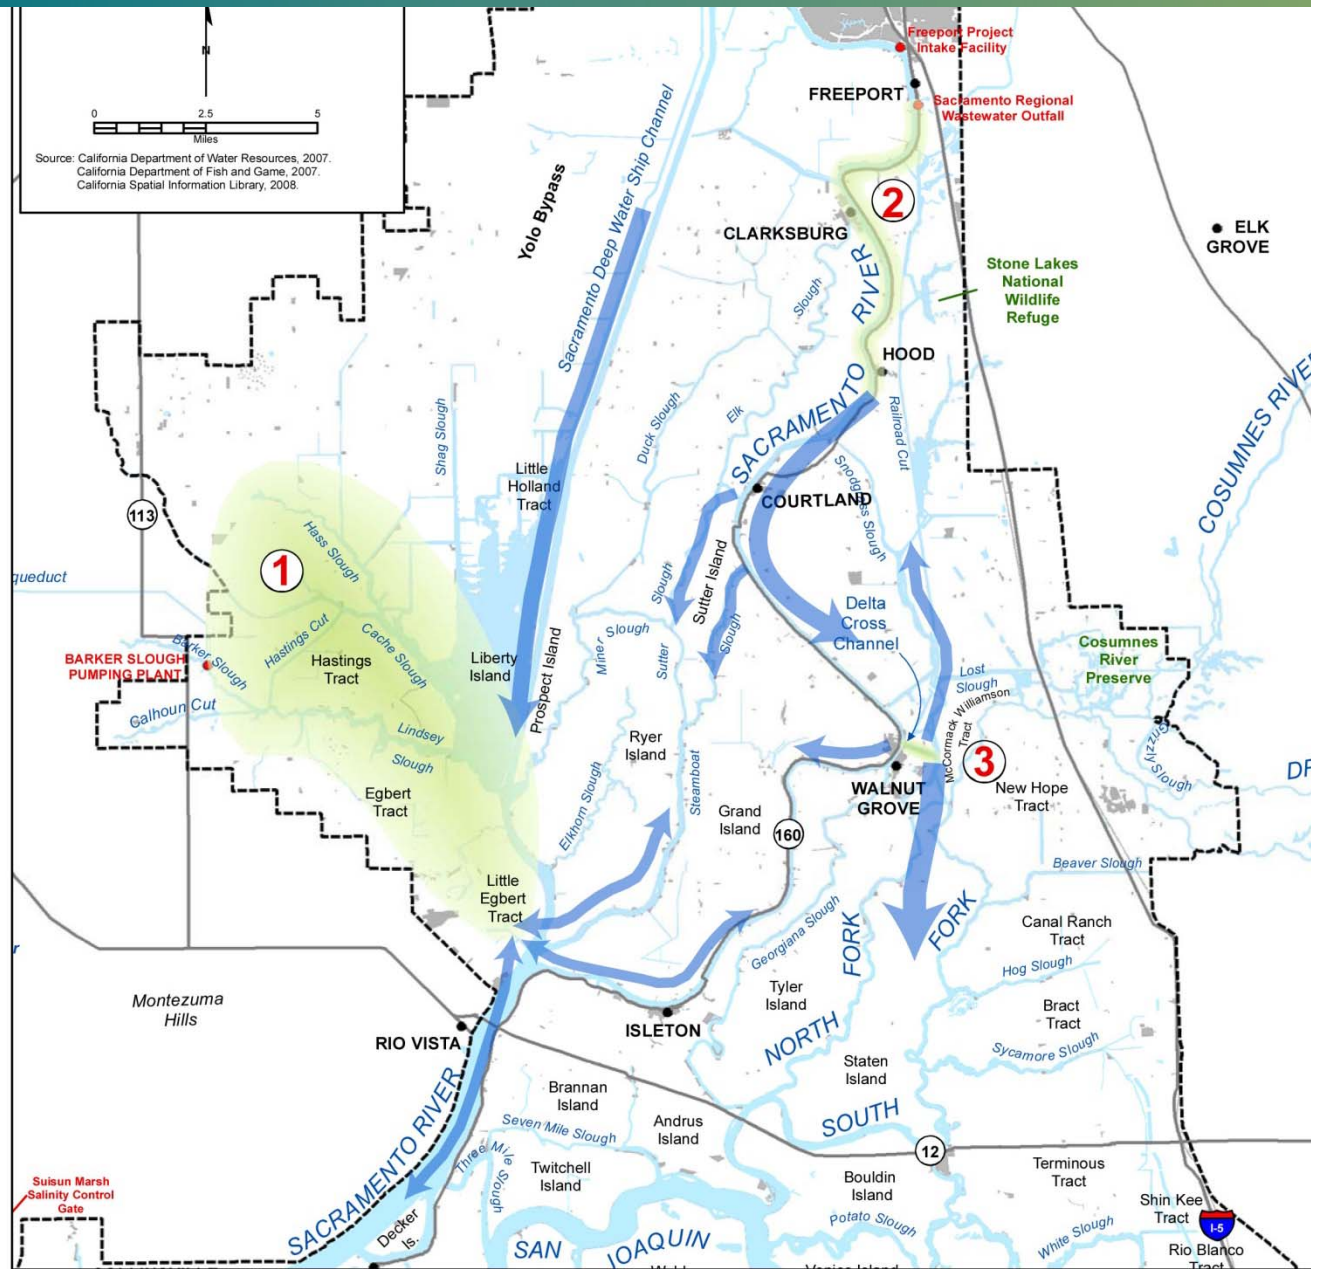 N
0 2.5 5
Miles
Source: California Department of Water Resources, 2007.
California Department of Fish and Game, 2007.
California Spatial Information Library, 2008.
Freeport Project
Intake Facility
FREEPORT
Sacramento Regional
Wastewater Outfall
Yolo Bypass
Sacramento Deep Water Ship Channel
2
CLARKSBURG
ELK
GROVE
Stone Lakes
National
Wildlife
Refuge
Slough
RIVER
HOOD
SACRAMENTO
Elk
Duck Slough
Shag Slough
Railroad Cut
Snodgrass Slough
COSUMNES RIVER
Little
Holland
Tract
COURTLAND
113
Hass Slough
1
queduct
Slough
Sutter Island
Slough
Delta
Cross
Channel
Hastings Cut
Cache Slough
Miner Slough
Sutter
Barker Slough
BARKER SLOUGH
PUMPING PLANT
Hastings
Tract
Liberty
Island
Prospect Island
Cosumnes
River
Preserve
Lost
Slough
McCormack Williamson
Tract
Calhoun Cut
Lindsey
Slough
Ryer
Island
Grizzly Slough
Steamboat
3
WALNUT
GROVE
New Hope
Tract
DR
Egbert
Tract
Elkhorn Slough
Grand
Island
160
Beaver Slough
Little
Egbert
Tract
Georgiana Slough
FORK
FORK
Canal Ranch
Tract
Hog Slough
Montezuma
Hills
Tyler
Island
Bract
Tract
RIO VISTA
ISLETON
NORTH
Sycamore Slough
Staten
Island
Brannan
Island
SACRAMENTO RIVER
Seven Mile Slough
Andrus
Island
SOUTH
12
Three Mile Slough
Twitchell
Island
Bouldin
Island
Terminous
Tract
Suisun Marsh
Salinity Control
Gate
Shin Kee
Tract
Decker
Is.
Potato Slough
White Slough
I-5
SAN JOAQUIN
Rio Blanco
Tract
Venice Island